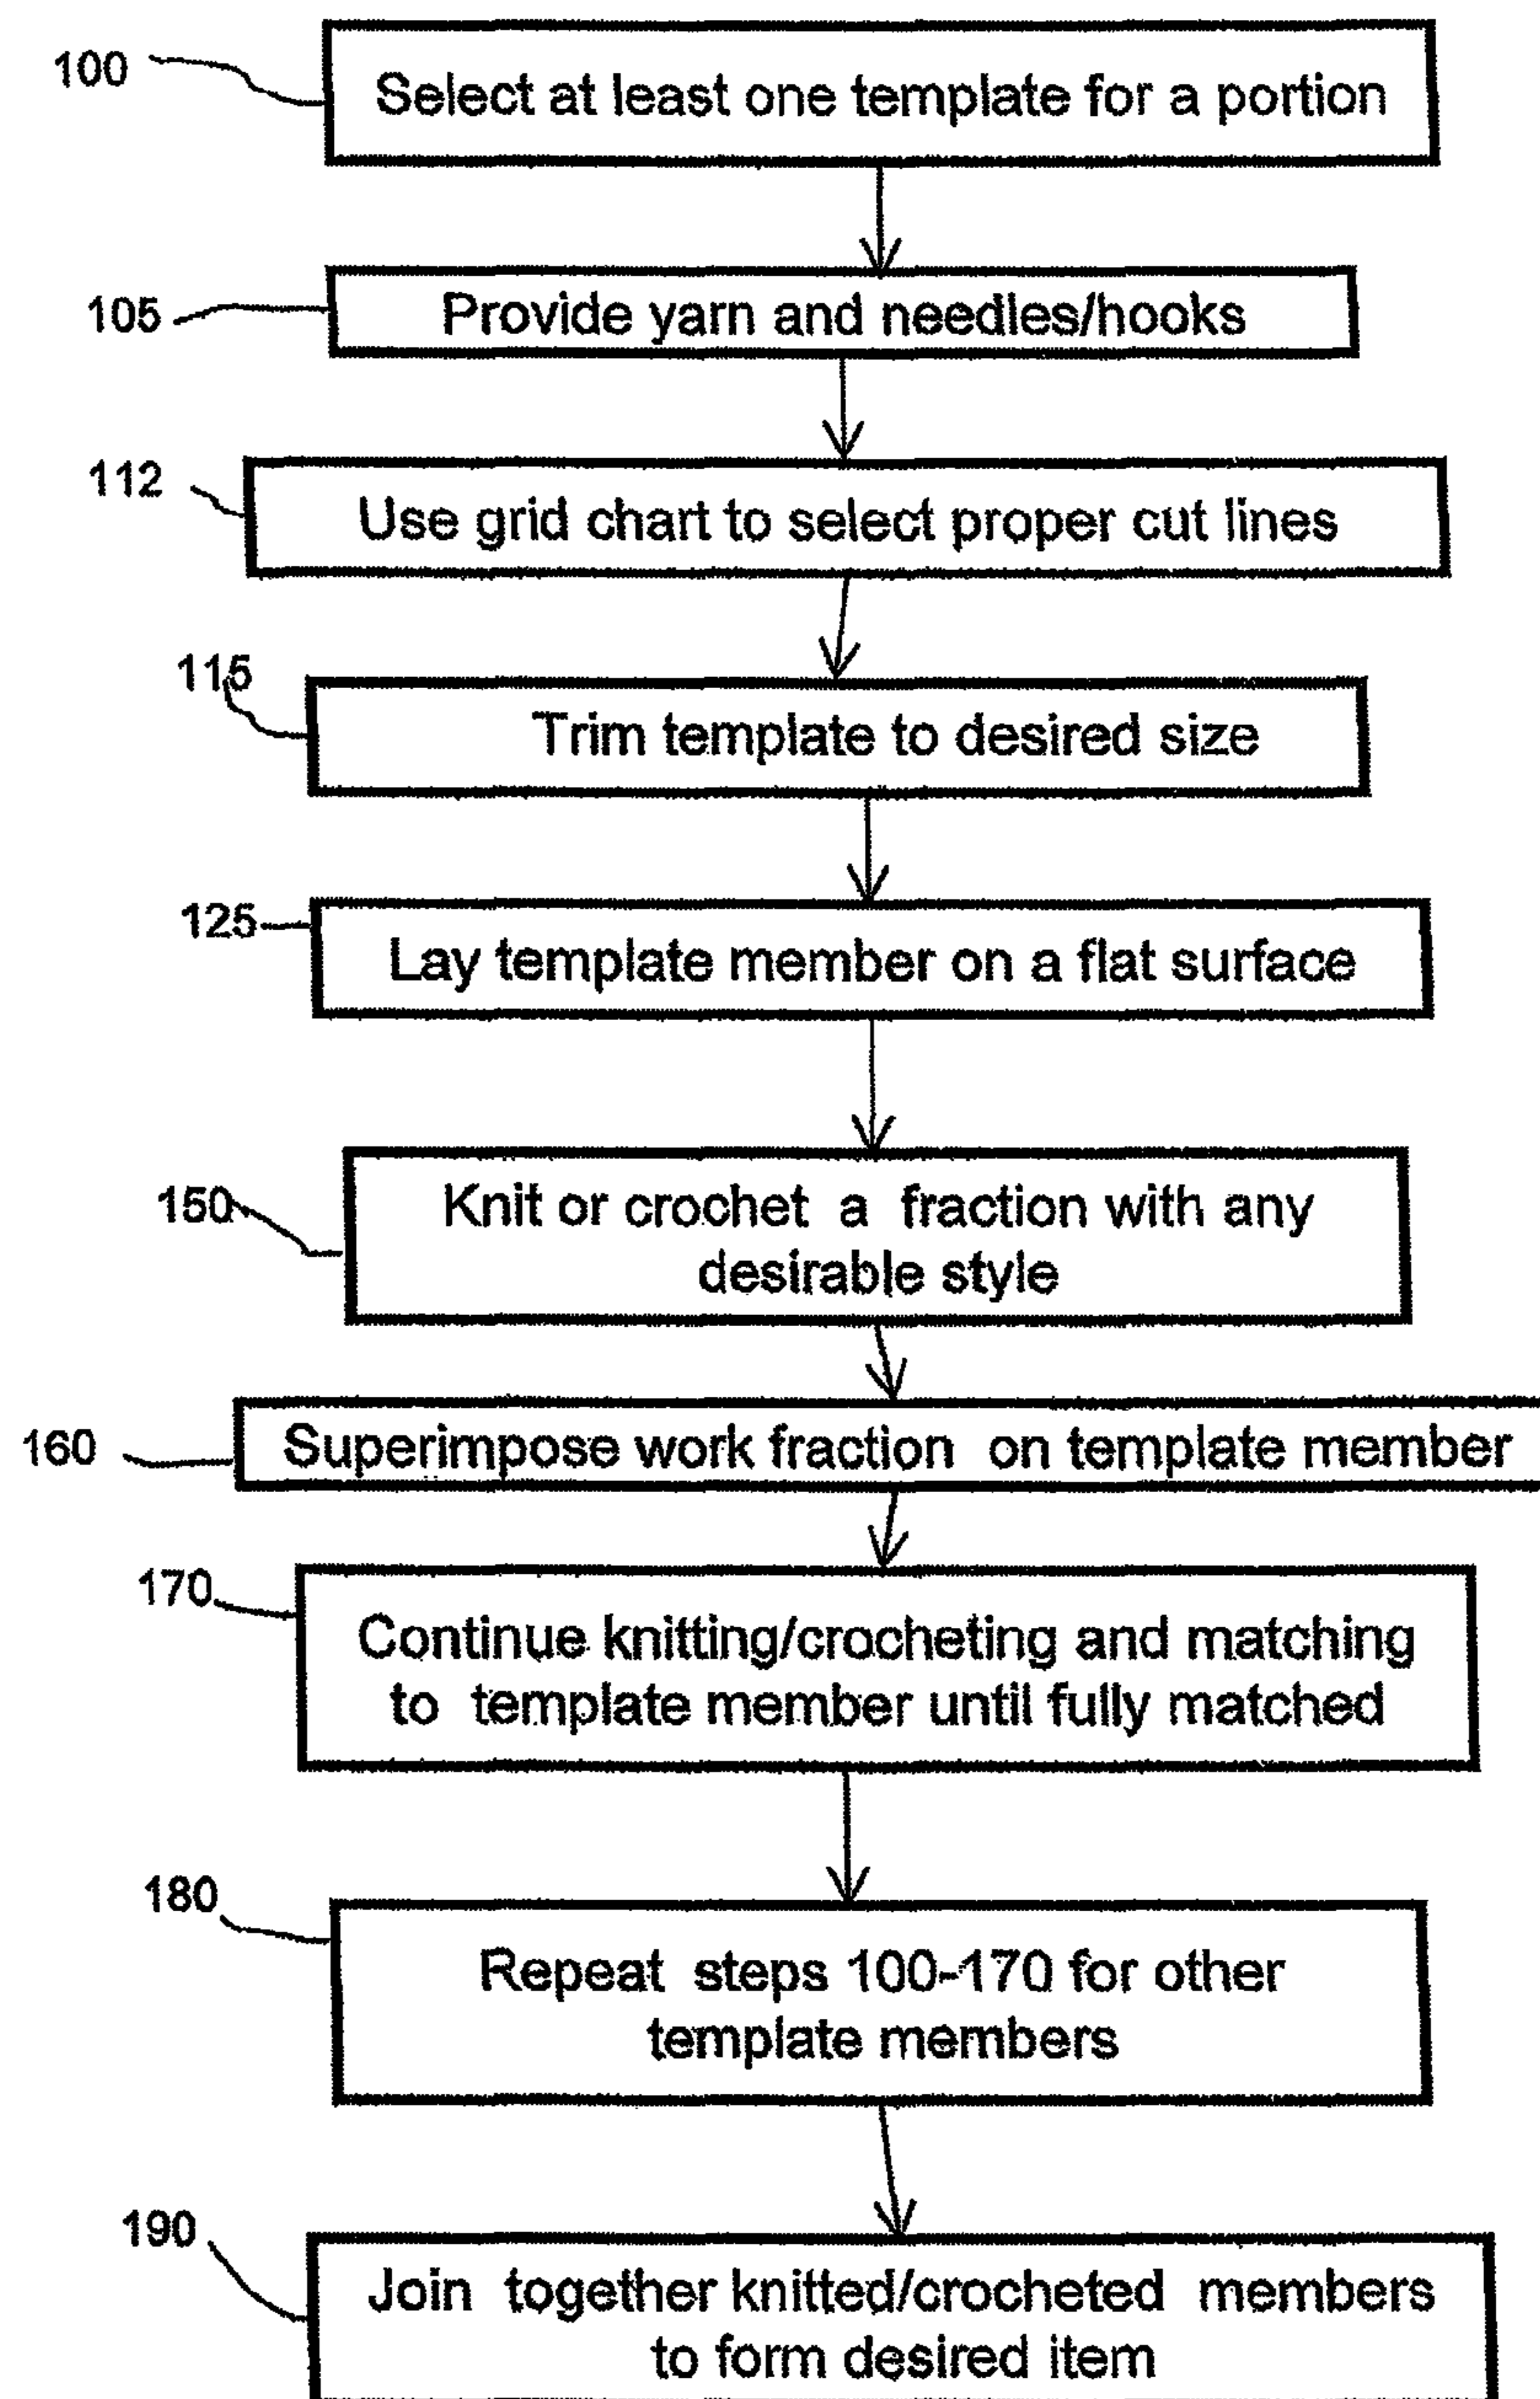 100
Select at least one template for a portion
105
Provide yarn and needles/hooks
112
Use grid chart to select proper cut lines
115
Trim template to desired size
125
Lay template member on a flat surface
150
Knit or crochet a fraction with any
desirable style
160
Superimpose work fraction on template member
170
Continue knitting/crocheting and matching
to template member until fully matched
180
Repeat steps 100-170 for other
template members
190
Join together knitted/crocheted members
to form desired item